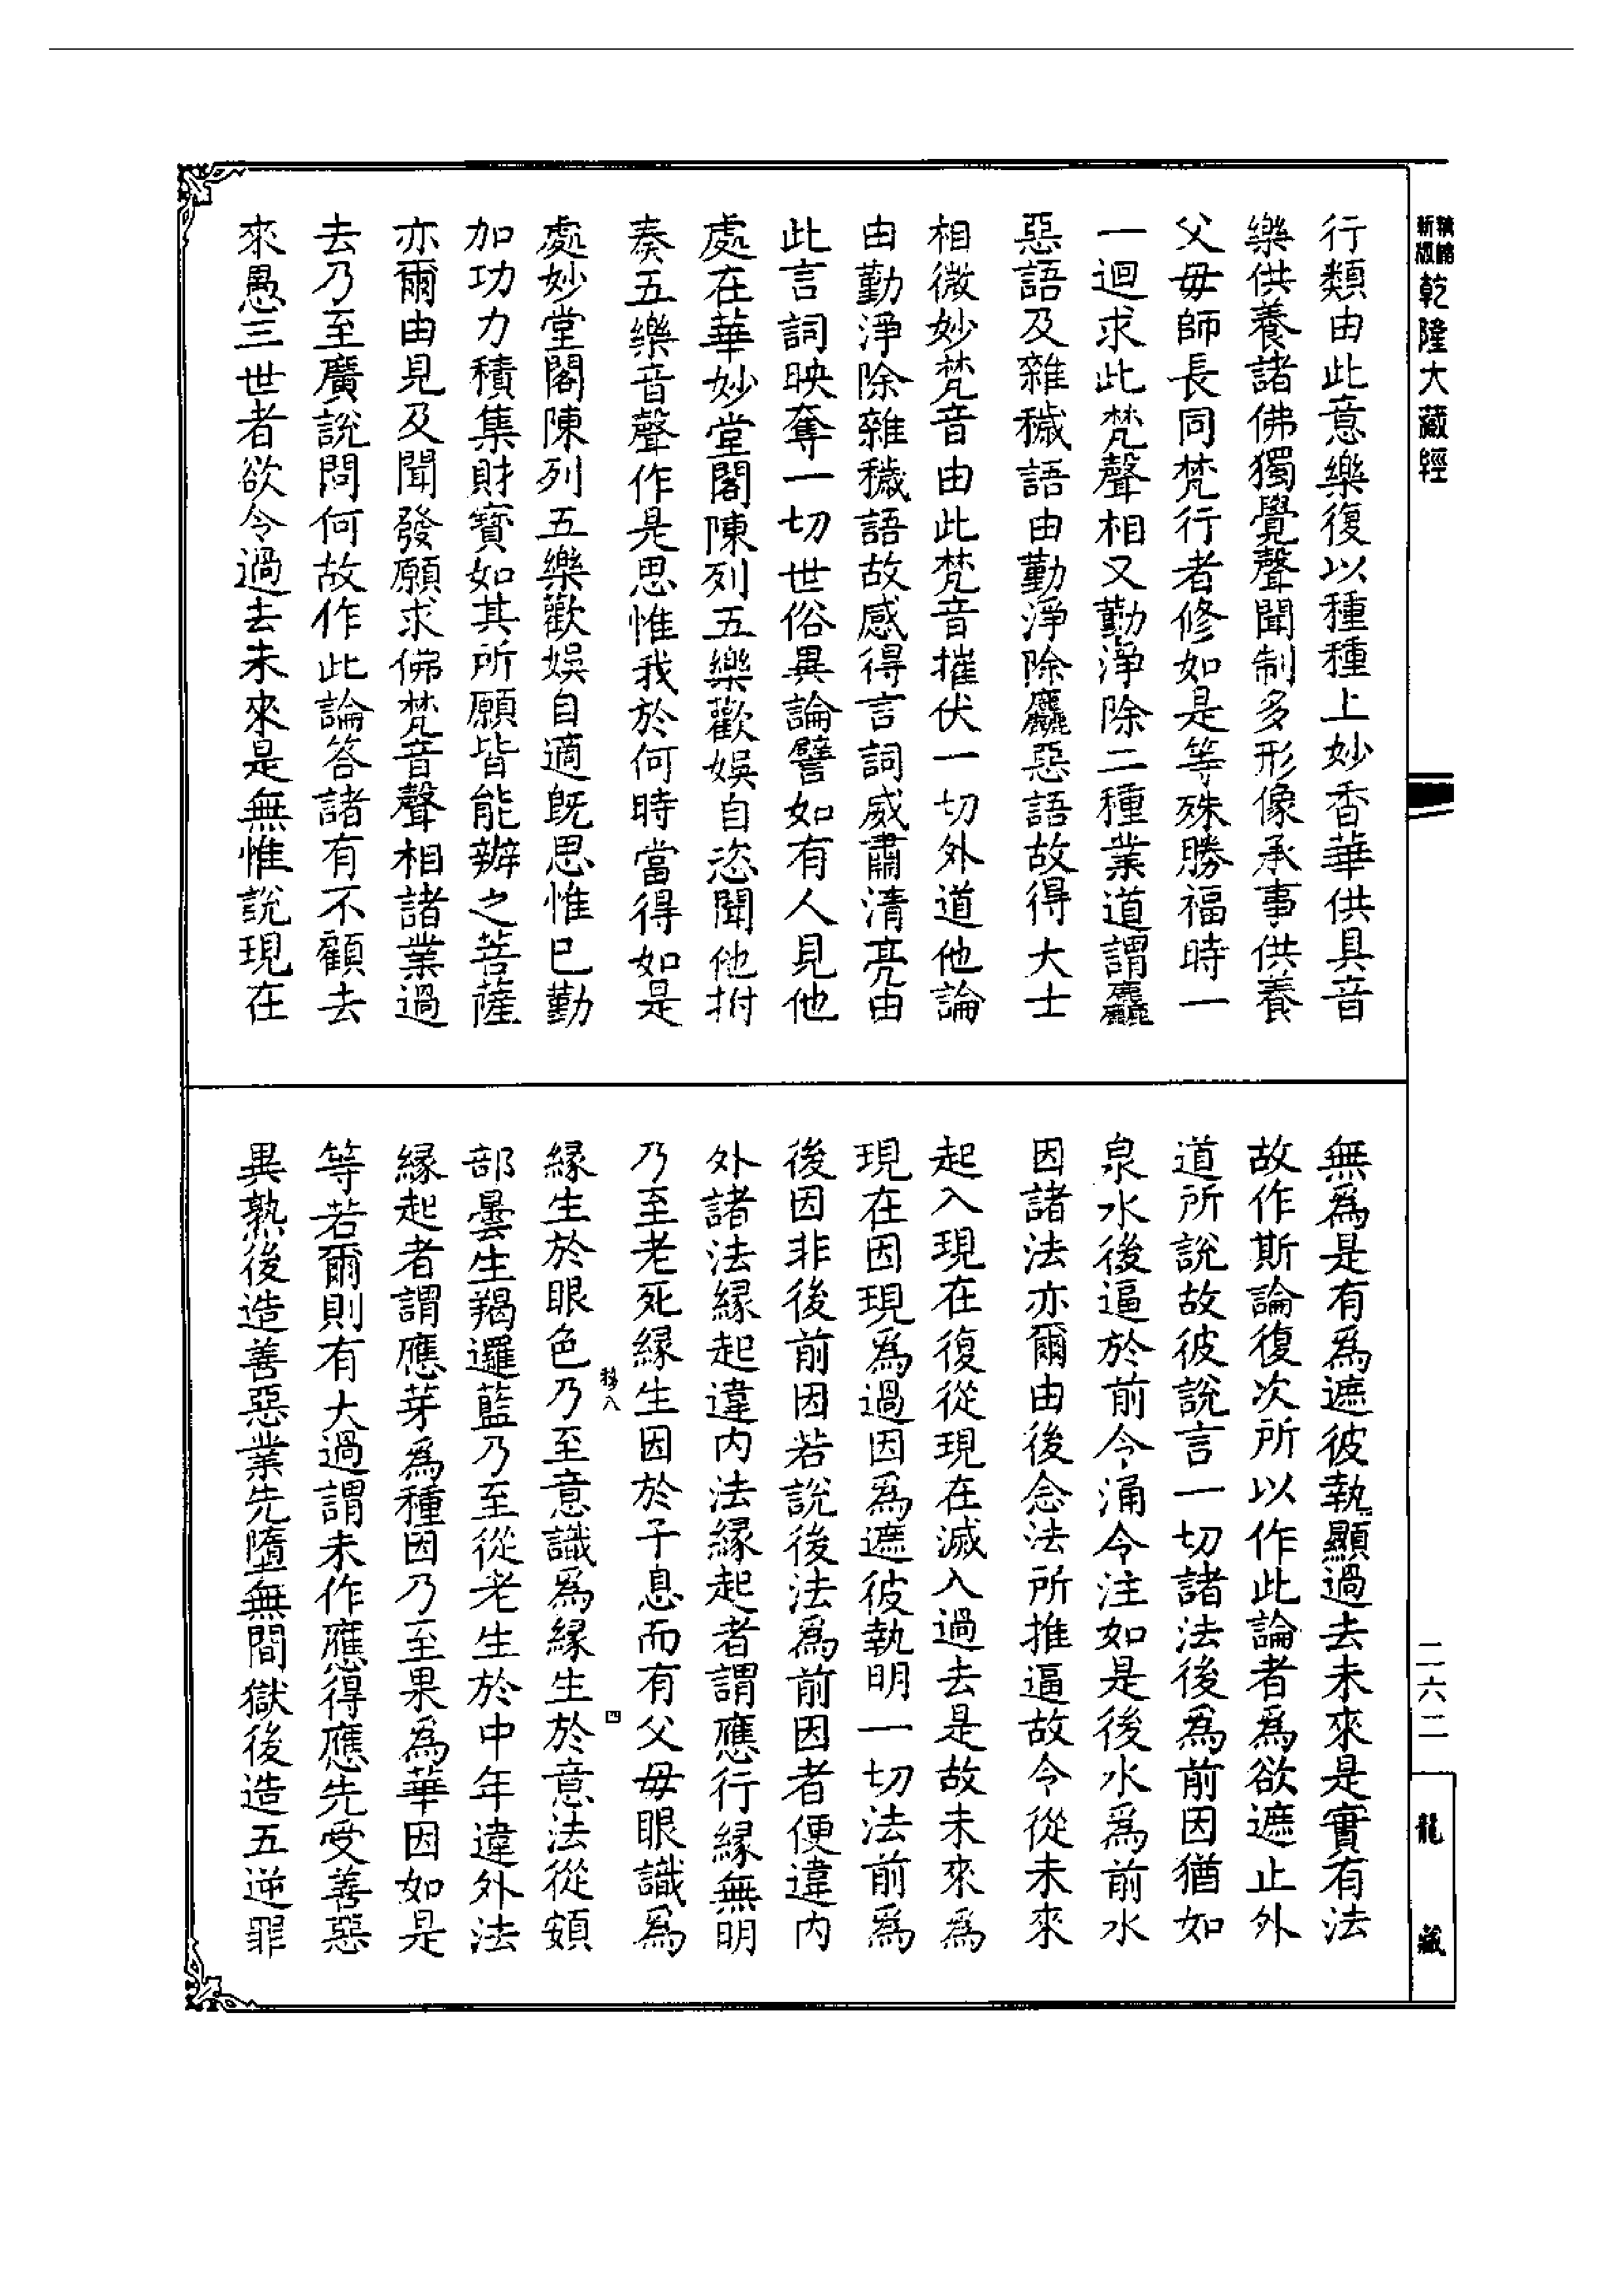 新版
精縮
乾隆大藏經
行類由此意樂復以種種上妙香華供具音
樂供養諸佛獨覺聲聞制多形像承事供養
父毋師長同梵行者修如是等殊勝福時一
一迴求此梵聲相又勤淨除二種業道謂麤
惡語及雜穢語由勤淨除麤惡語故得大士
相微妙梵音由此梵音摧伏一切外道他論
由勤淨除雜穢語故感得言詞威肅清亮由
此言詞映奪一切世俗異論譬如有人見他
處在華妙堂閣陳列五樂歡娛自恣聞他拊
奏五樂音聲作是思惟我於何時當得如是
處妙堂閣陳列五樂歡娛自適旣思惟已勤
加功力積集財寶如其所願皆能辦之菩薩
亦爾由見及聞發願求佛梵音聲相諸業過
去乃至廣說問何故作此論答諸有不顧去
來愚三世者欲令過去未來是無惟說現在
無爲是有爲遮彼執顯過去未來是實有法
故作斯論復次所以作此論者爲欲遮止外
道所說故彼說言一切諸法後爲前因猶如
泉水後逼於前令涌令注如是後水爲前水
因諸法亦爾由後念法所推逼故令從未來
起入現在復從現在滅入過去是故未來爲
現在因現爲過因爲遮彼執明一切法前爲
後因非後前因若說後法爲前因者便違內
外諸法緣起違內法緣起者謂應行緣無明
乃至老死緣生因於子息而有父毋眼識爲
緣生於眼色乃至意識爲緣生於意法從頞
部曇生羯邏藍乃至從老生於中年違外法
緣起者謂應芽爲種因乃至果爲華因如是
等若爾則有大過謂未作應得應先受善惡
異熟後造善惡業先墮無間獄後造五逆罪
移八
四
二六二
龍藏